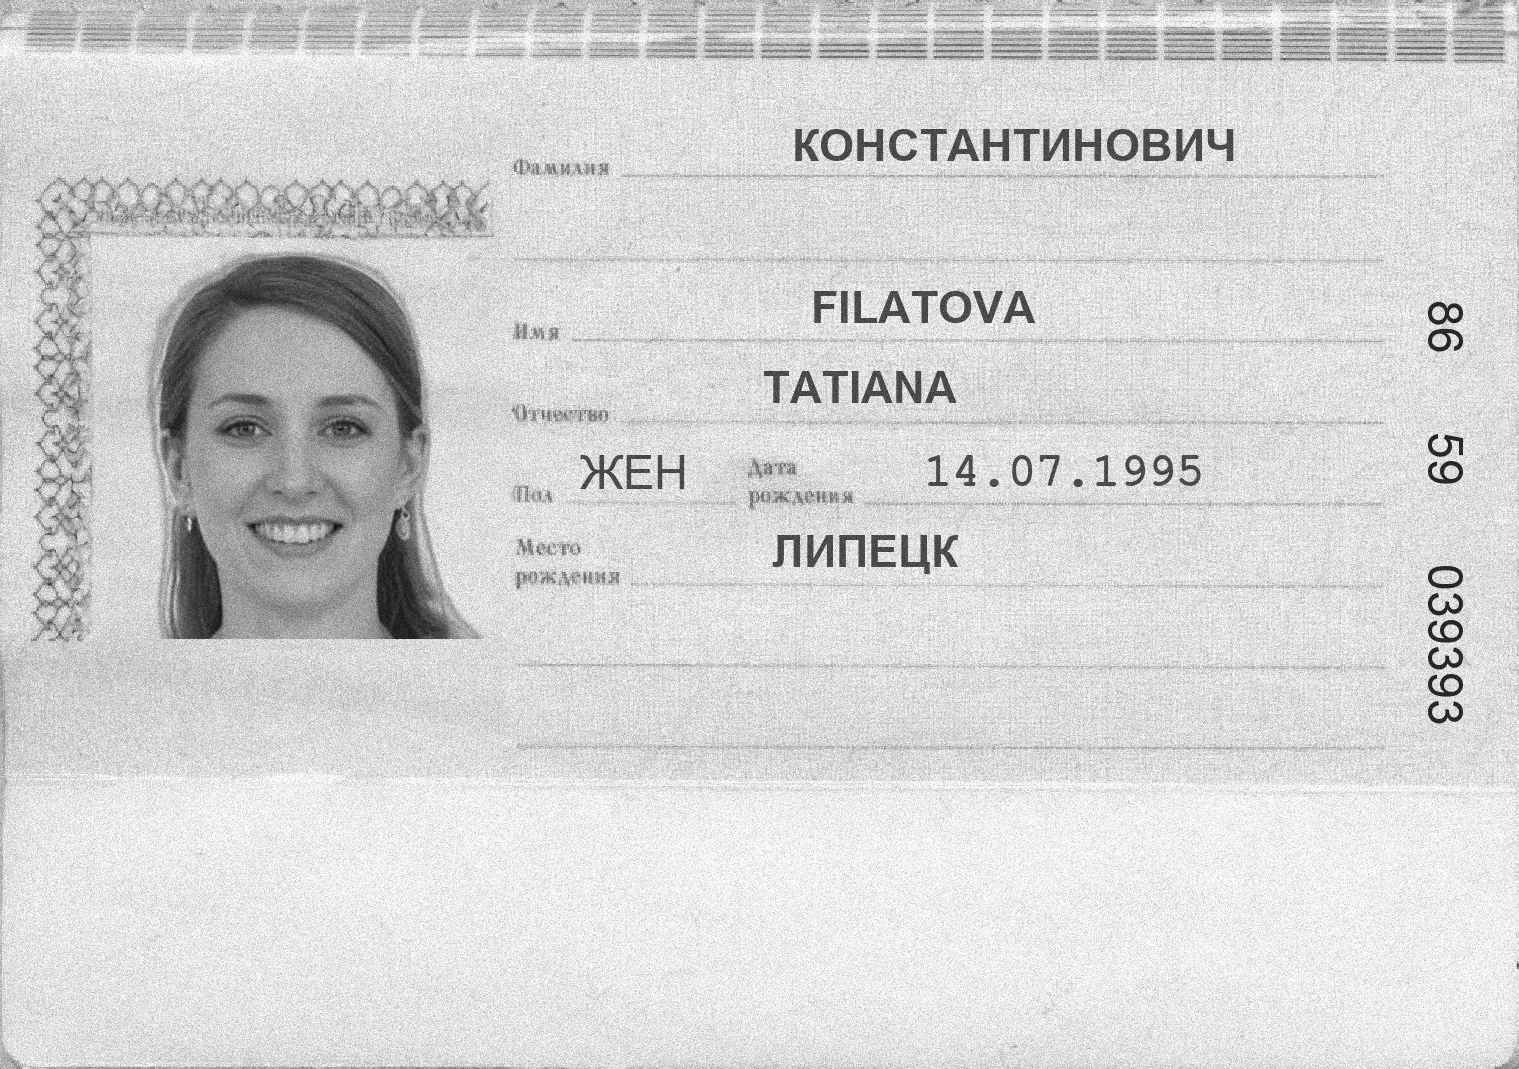 Фамилия КОНСТАНТИНОВИЧ
Имя FILATOVA
Отчество TATIANA
Пол ЖЕН Дата рождения 14.07.1995
Место рождения ЛИПЕЦК
86 59 039393